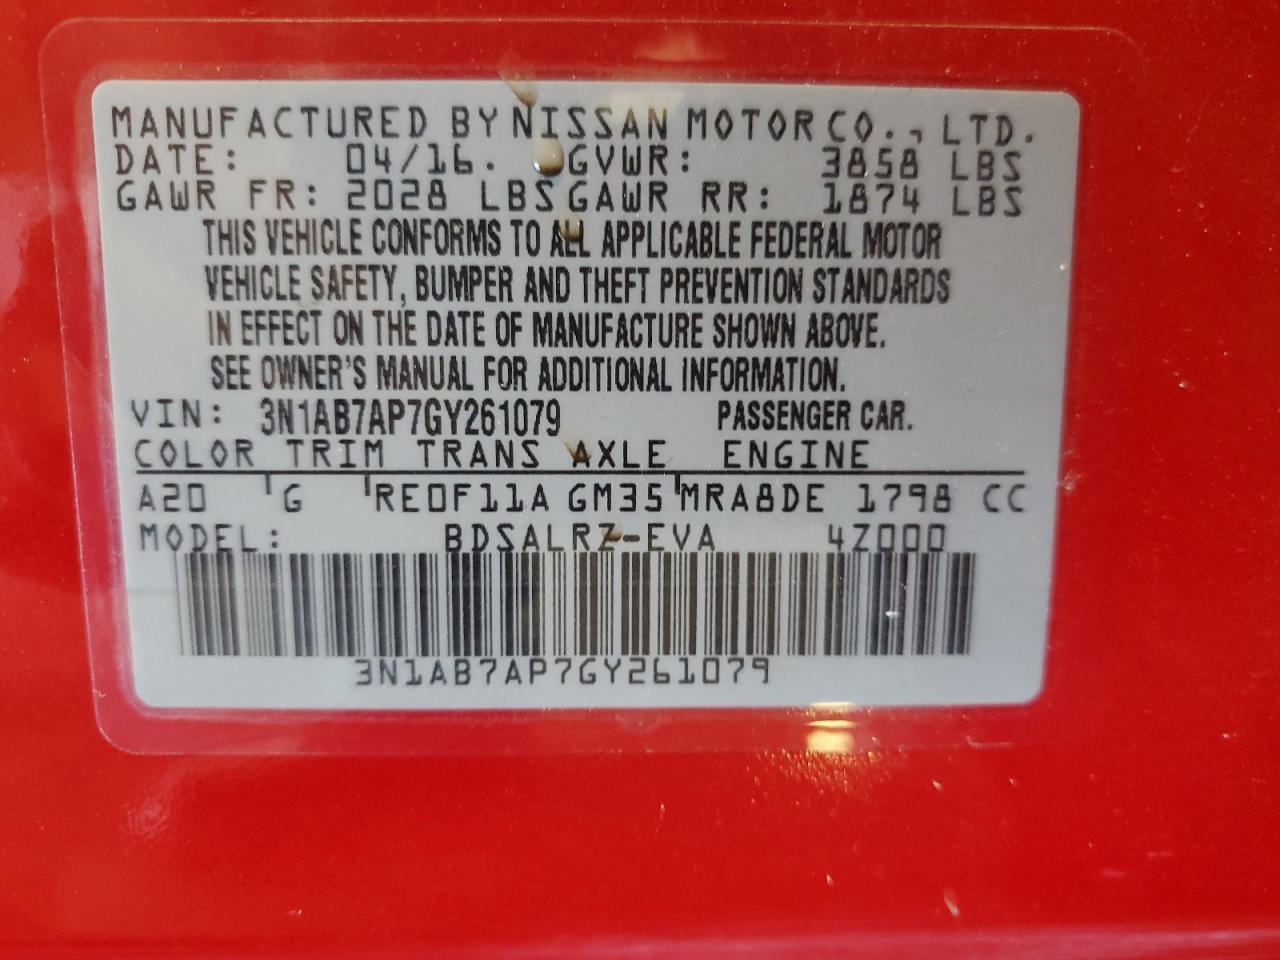 MANUFACTURED BY NISSAN MOTOR CO., LTD.
DATE: 04/16. GVWR: 3858 LBS
GAWR FR: 2028 LBS GAWR RR: 1874 LBS
THIS VEHICLE CONFORMS TO ALL APPLICABLE FEDERAL MOTOR
VEHICLE SAFETY, BUMPER AND THEFT PREVENTION STANDARDS
IN EFFECT ON THE DATE OF MANUFACTURE SHOWN ABOVE.
SEE OWNER'S MANUAL FOR ADDITIONAL INFORMATION.
VIN: 3N1AB7AP7GY261079 PASSENGER CAR.
COLOR TRIM TRANS AXLE ENGINE
A20 G RE0F11A GM35 MRA8DE 1798 CC
MODEL: BDSALRZ-EVA 4Z000
3N1AB7AP7GY261079